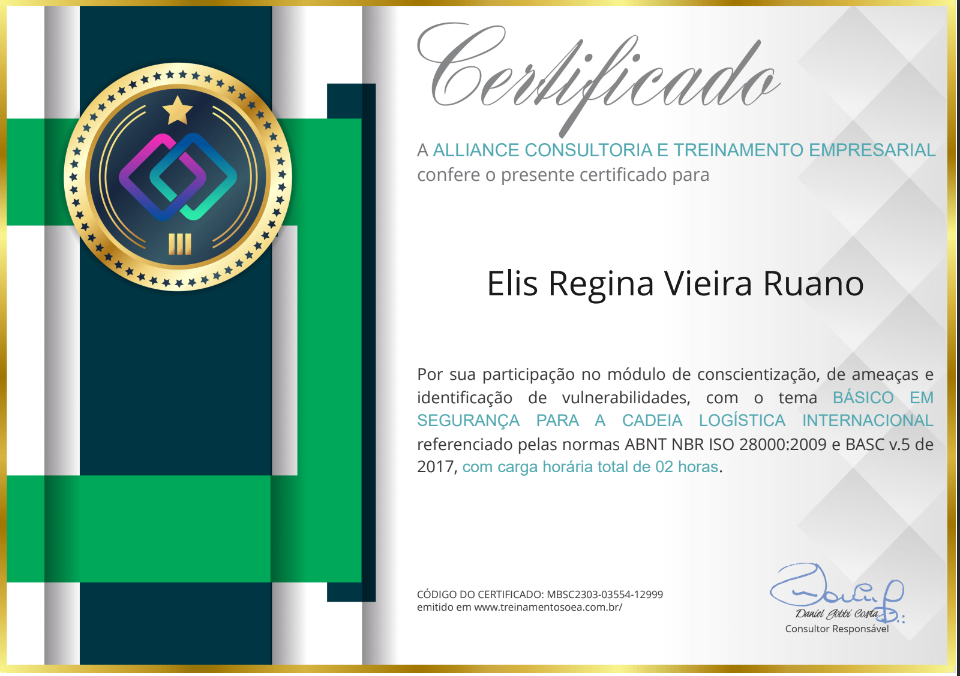 Certificado
A ALLIANCE CONSULTORIA E TREINAMENTO EMPRESARIAL
confere o presente certificado para
Elis Regina Vieira Ruano
Por sua participação no módulo de conscientização, de ameaças e
identificação de vulnerabilidades, com o tema BÁSICO EM
SEGURANÇA PARA A CADEIA LOGÍSTICA INTERNACIONAL
referenciado pelas normas ABNT NBR ISO 28000:2009 e BASC v.5 de
2017, com carga horária total de 02 horas.
CÓDIGO DO CERTIFICADO: MBSC2303-03554-12999
emitido em www.treinamentosoea.com.br/
Daniel Gobbi Costa
Consultor Responsável